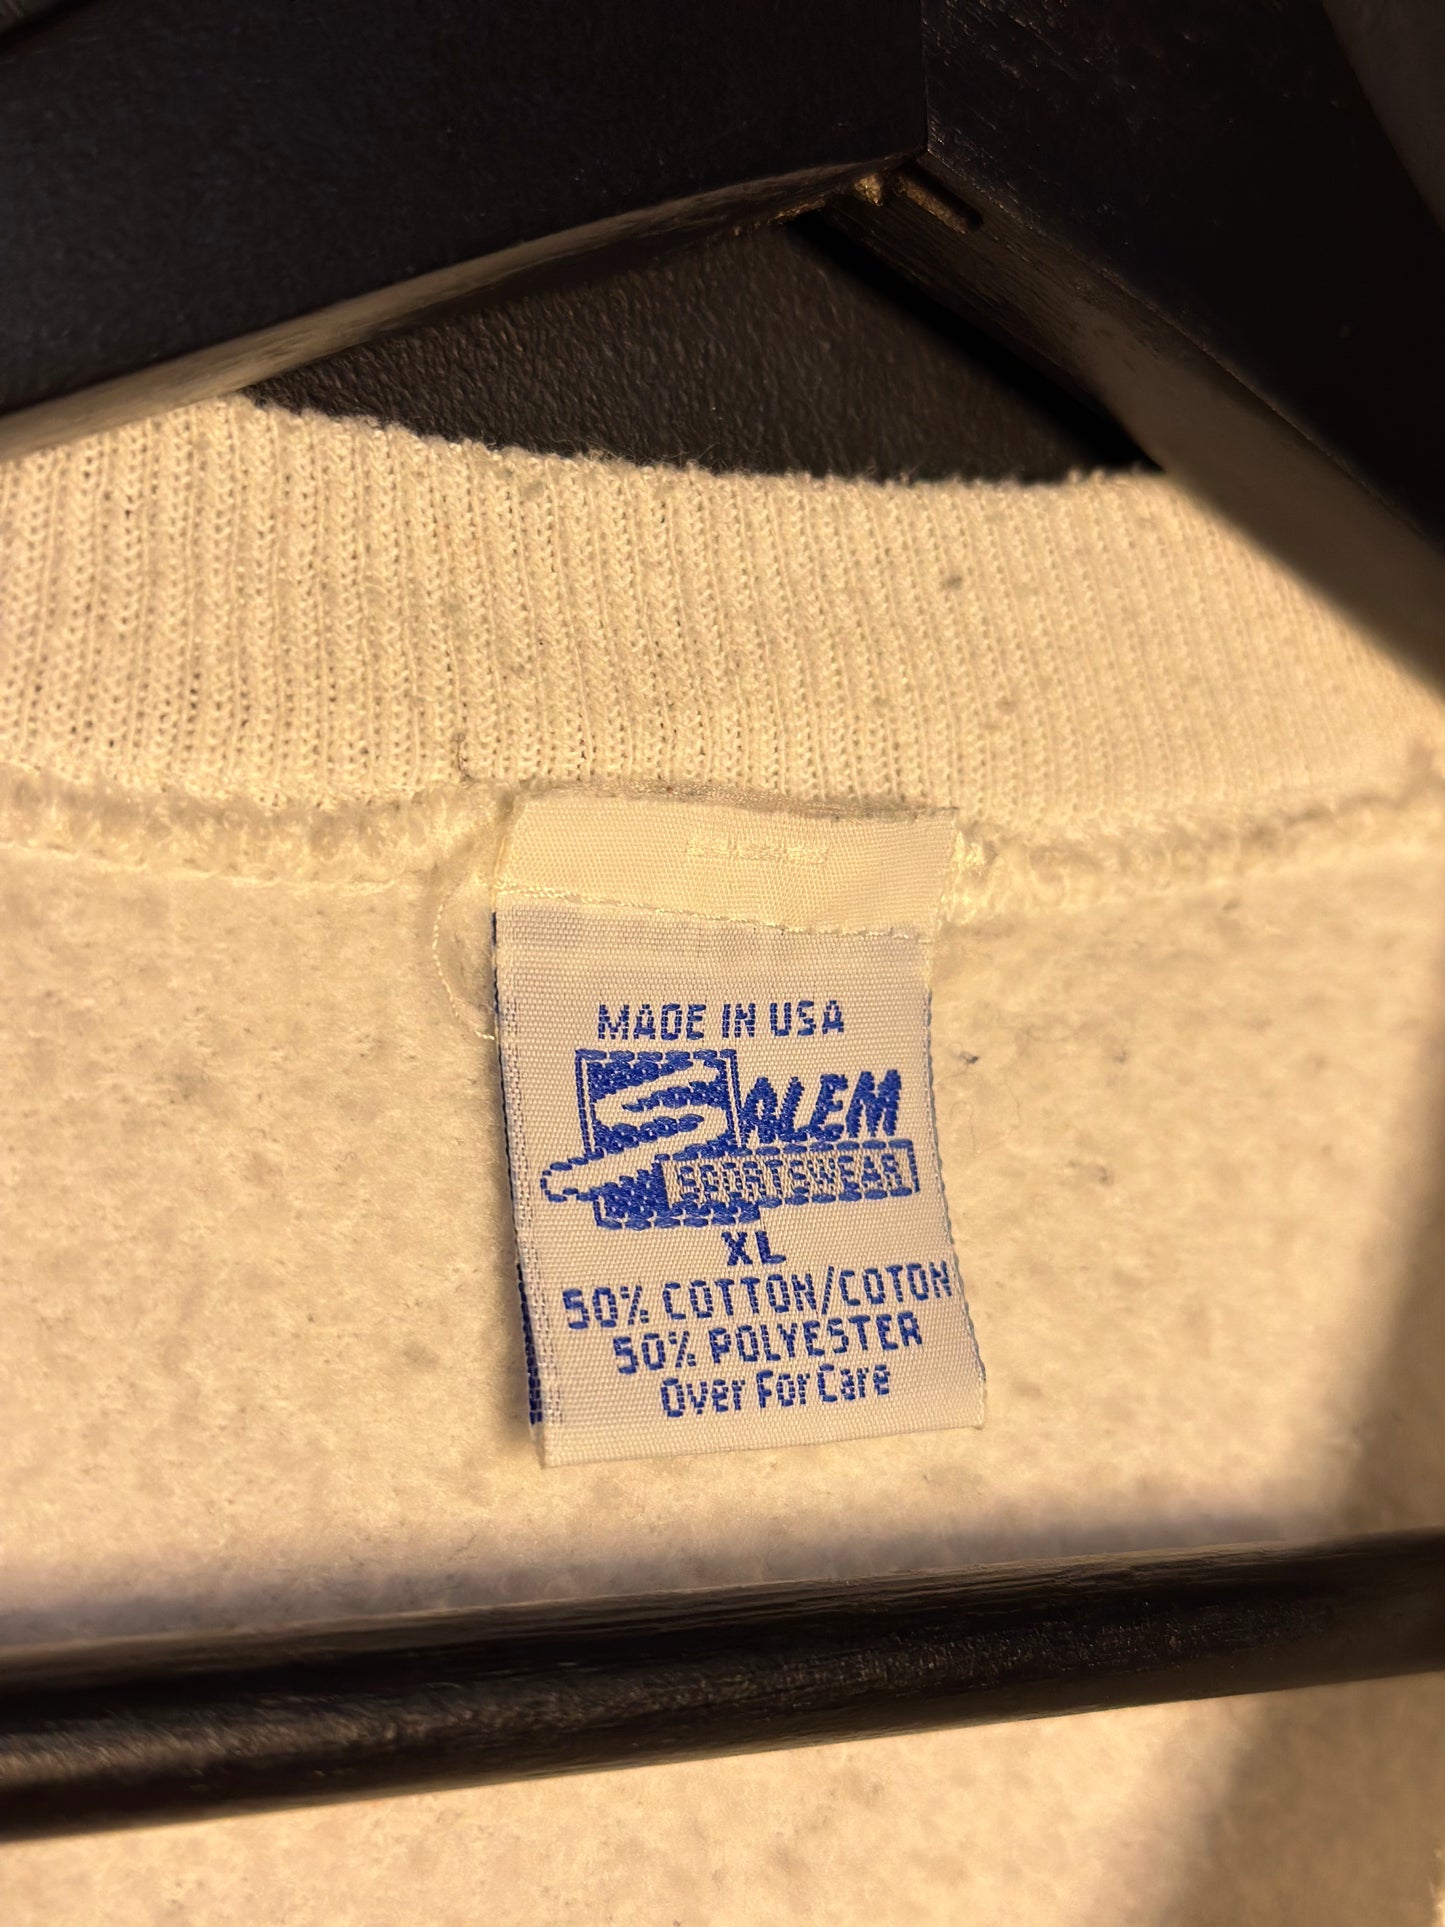 MADE IN USA
SALEM
SPORTSWEAR
XL
50% COTTON/COTON
50% POLYESTER
Over For Care